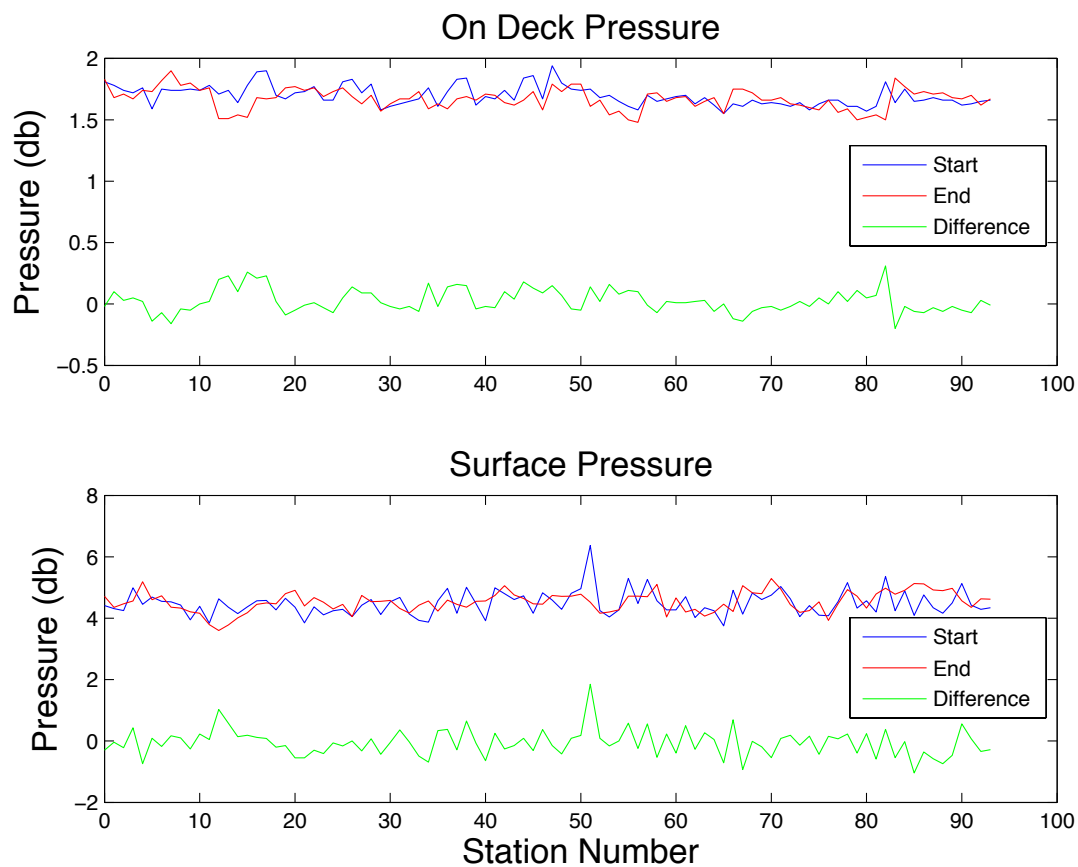 On Deck Pressure
Pressure (db)
2
1.5
1
0.5
0
−0.5
0 10 20 30 40 50 60 70 80 90 100
Start
End
Difference
Surface Pressure
Pressure (db)
8
6
4
2
0
−2
0 10 20 30 40 50 60 70 80 90 100
Start
End
Difference
Station Number